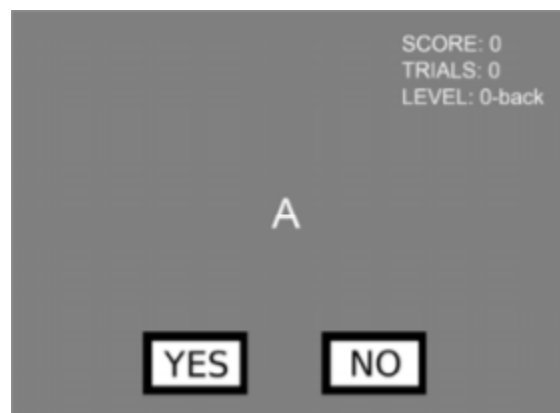 SCORE: 0
TRIALS: 0
LEVEL: 0-back
A
YES NO